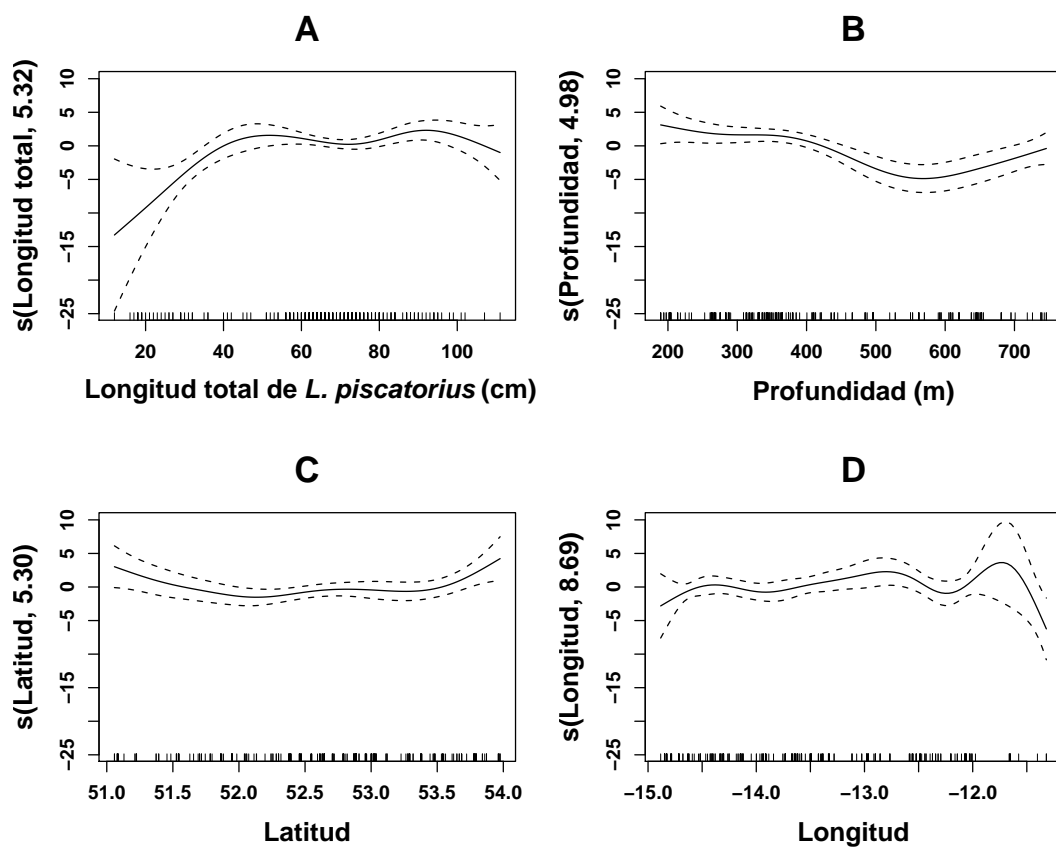 A
s(Longitud total, 5.32)
10
5
0
−5
−15
−25
20 40 60 80 100
Longitud total de L. piscatorius (cm)
B
s(Profundidad, 4.98)
10
5
0
−5
−15
−25
200 300 400 500 600 700
Profundidad (m)
C
s(Latitud, 5.30)
10
5
0
−5
−15
−25
51.0 51.5 52.0 52.5 53.0 53.5 54.0
Latitud
D
s(Longitud, 8.69)
10
5
0
−5
−15
−25
−15.0 −14.0 −13.0 −12.0
Longitud